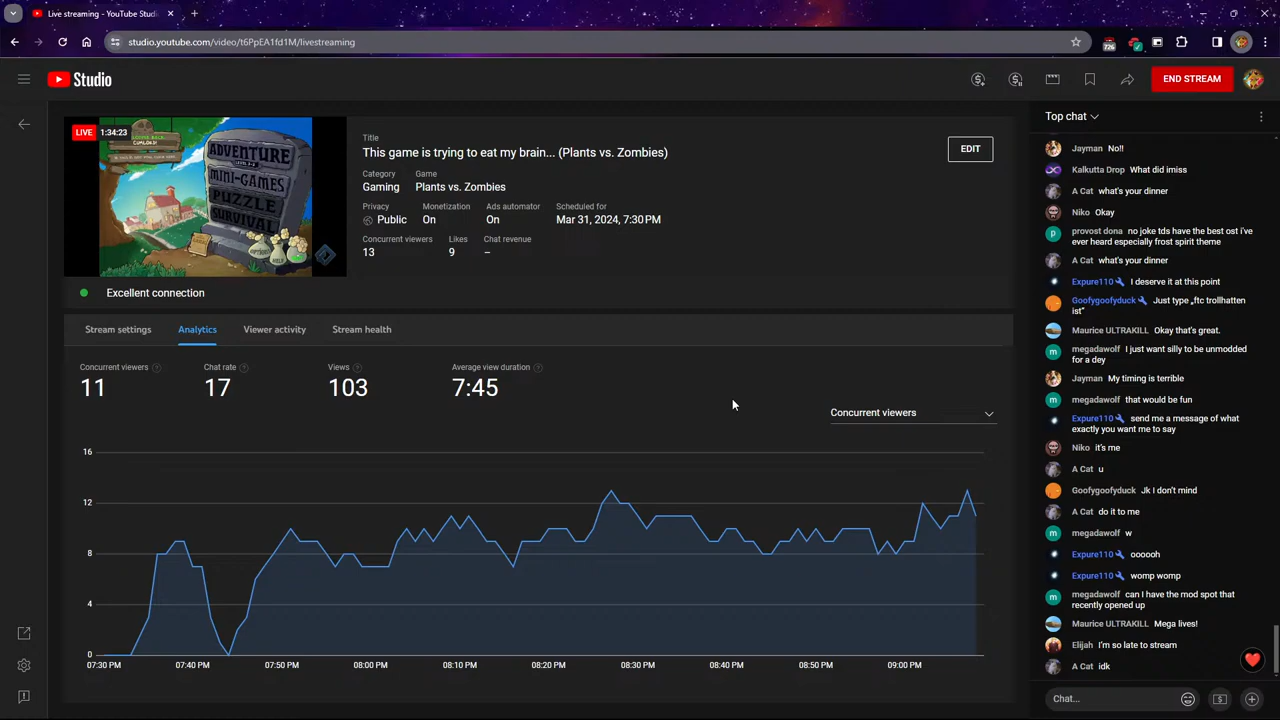 Live streaming - YouTube Studio
studio.youtube.com/video/t6PpEA1fd1M/livestreaming
Studio
END STREAM
LIVE 1:34:23
ADVENTURE
MINI-GAMES
PUZZLE
SURVIVAL
Title
This game is trying to eat my brain... (Plants vs. Zombies)
EDIT
Category Game
Gaming Plants vs. Zombies
Privacy Monetization Ads automator Scheduled for
Public On On Mar 31, 2024, 7:30 PM
Concurrent viewers Likes Chat revenue
13 9 –
Excellent connection
Stream settings Analytics Viewer activity Stream health
Concurrent viewers Chat rate Views Average view duration
11 17 103 7:45
Concurrent viewers
16
12
8
4
0
07:30 PM 07:40 PM 07:50 PM 08:00 PM 08:10 PM 08:20 PM 08:30 PM 08:40 PM 08:50 PM 09:00 PM
Top chat
Jayman No!!
Kalkutta Drop What did imiss
A Cat what's your dinner
Niko Okay
provost dona no joke tds have the best ost i've
ever heard especially frost spirit theme
A Cat what's your dinner
Expure110 I deserve it at this point
Goofygoofyduck Just type „ftc trollhatten
ist"
Maurice ULTRAKILL Okay that's great.
megadawolf I just want silly to be unmodded
for a dey
Jayman My timing is terrible
megadawolf that would be fun
Expure110 send me a message of what
exactly you want me to say
Niko it's me
A Cat u
Goofygoofyduck Jk I don't mind
A Cat do it to me
megadawolf w
Expure110 oooooh
Expure110 womp womp
megadawolf can I have the mod spot that
recently opened up
Maurice ULTRAKILL Mega lives!
Elijah I'm so late to stream
A Cat idk
Chat...